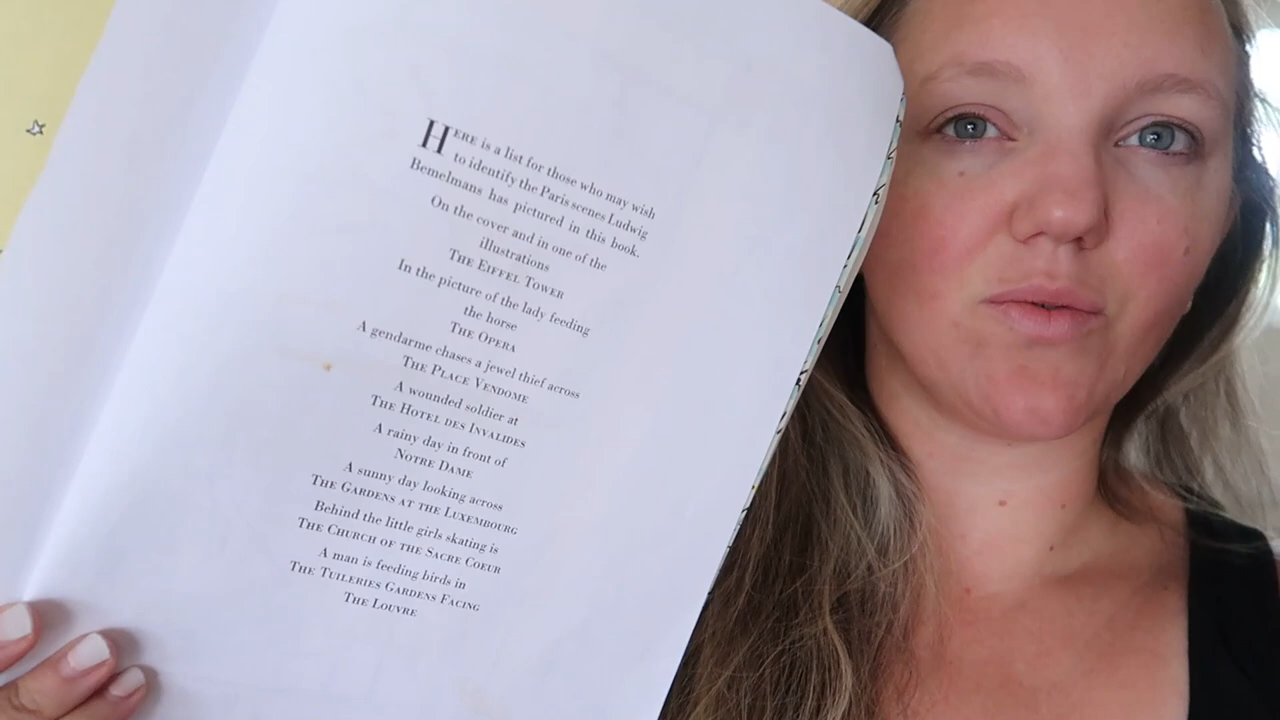 HERE is a list for those who may wish
to identify the Paris scenes Ludwig
Bemelmans has pictured in this book.
On the cover and in one of the
illustrations
THE EIFFEL TOWER
In the picture of the lady feeding
the horse
THE OPERA
A gendarme chases a jewel thief across
THE PLACE VENDOME
A wounded soldier at
THE HOTEL DES INVALIDES
A rainy day in front of
NOTRE DAME
A sunny day looking across
THE GARDENS AT THE LUXEMBOURG
Behind the little girls skating is
THE CHURCH OF THE SACRE COEUR
A man is feeding birds in
THE TUILERIES GARDENS FACING
THE LOUVRE